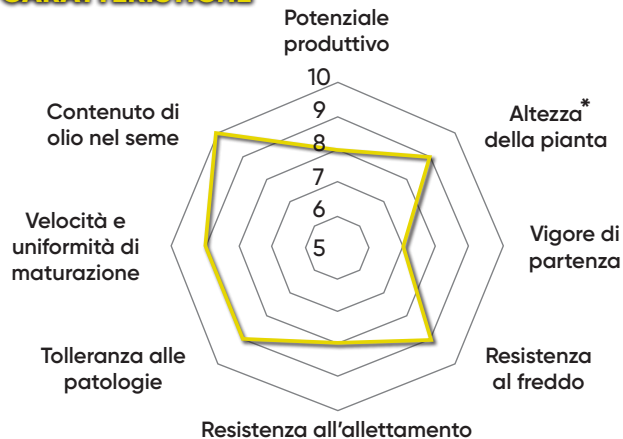 CARATTERISTICHE
Potenziale
produttivo
10
9
8
7
6
5
Altezza*
della pianta
Vigore di
partenza
Resistenza
al freddo
Resistenza all'allettamento
Tolleranza alle
patologie
Velocità e
uniformità di
maturazione
Contenuto di
olio nel seme